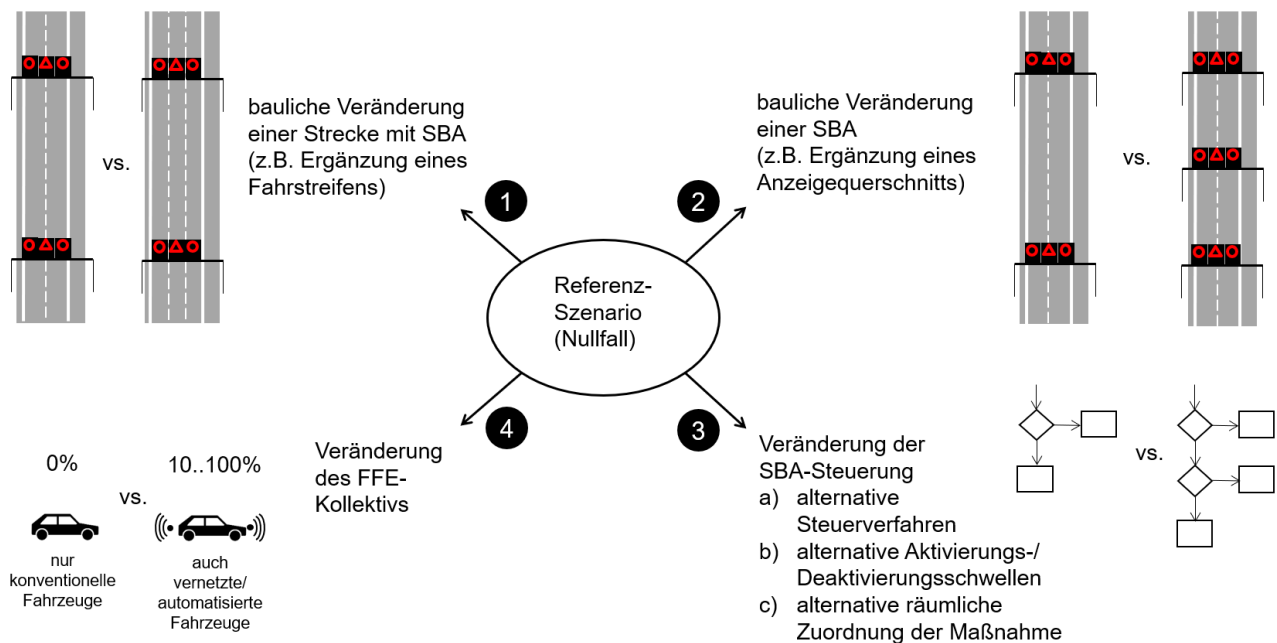 vs.
bauliche Veränderung
einer Strecke mit SBA
(z.B. Ergänzung eines
Fahrstreifens)
1
bauliche Veränderung
einer SBA
(z.B. Ergänzung eines
Anzeigequerschnitts)
2
vs.
Referenz-
Szenario
(Nullfall)
4
Veränderung
des FFE-
Kollektivs
0%
vs.
10..100%
nur
konventionelle
Fahrzeuge
auch
vernetzte/
automatisierte
Fahrzeuge
3
Veränderung der
SBA-Steuerung
a) alternative
Steuerverfahren
b) alternative Aktivierungs-/
Deaktivierungsschwellen
c) alternative räumliche
Zuordnung der Maßnahme
vs.